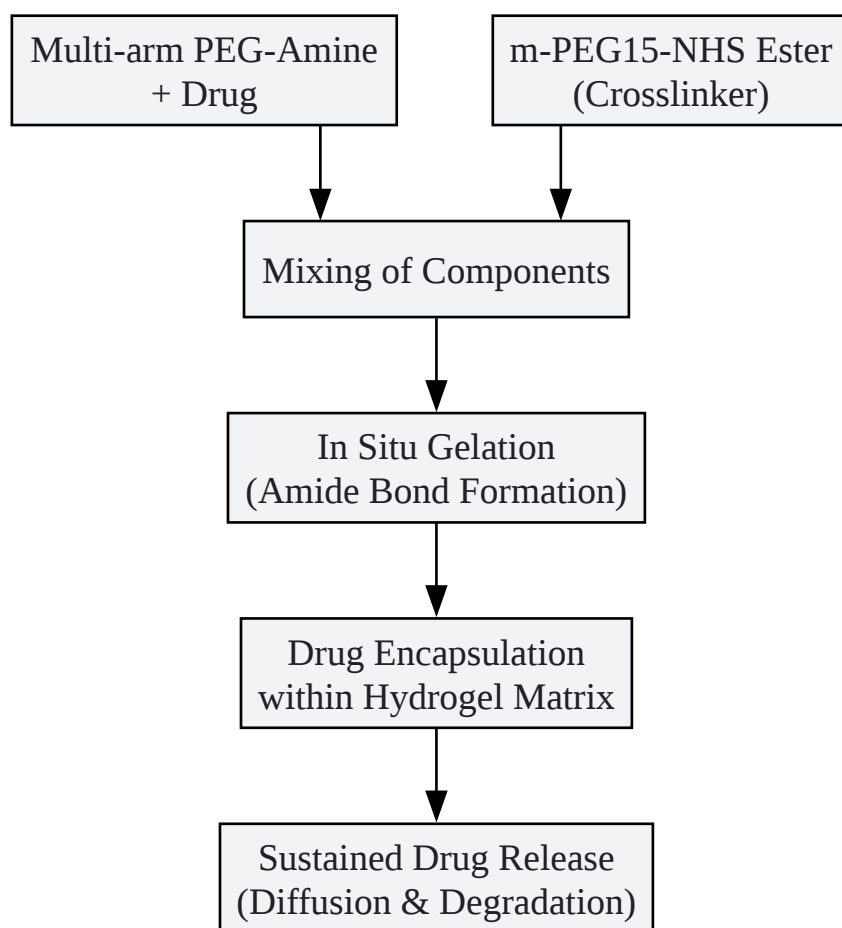 Multi-arm PEG-Amine
+ Drug
m-PEG15-NHS Ester
(Crosslinker)
Mixing of Components
In Situ Gelation
(Amide Bond Formation)
Drug Encapsulation
within Hydrogel Matrix
Sustained Drug Release
(Diffusion & Degradation)